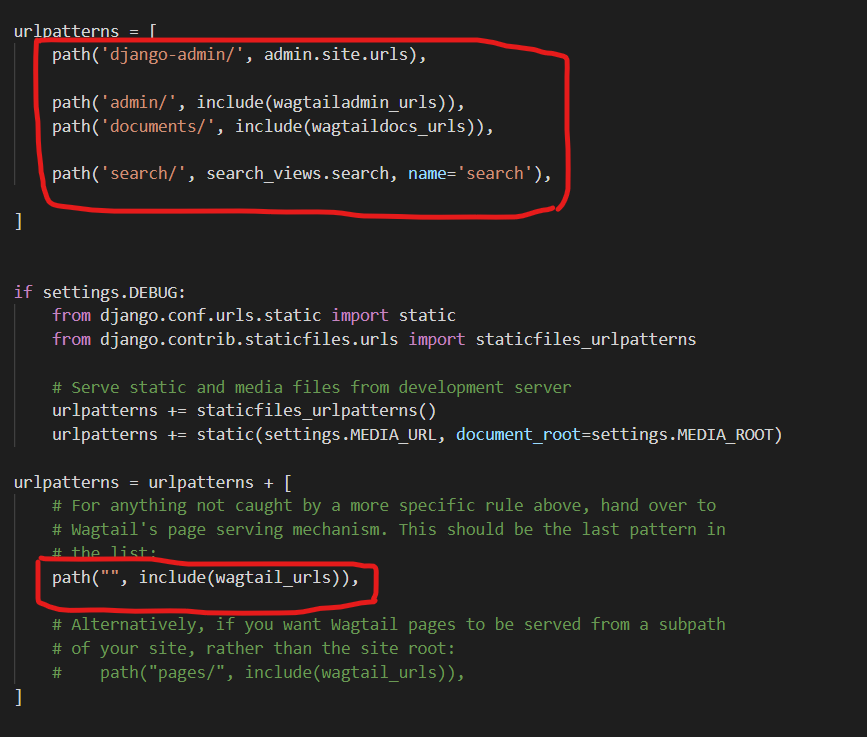 urlpatterns = [
path('django-admin/', admin.site.urls),
path('admin/', include(wagtailadmin_urls)),
path('documents/', include(wagtaildocs_urls)),
path('search/', search_views.search, name='search'),
]
if settings.DEBUG:
from django.conf.urls.static import static
from django.contrib.staticfiles.urls import staticfiles_urlpatterns
# Serve static and media files from development server
urlpatterns += staticfiles_urlpatterns()
urlpatterns += static(settings.MEDIA_URL, document_root=settings.MEDIA_ROOT)
urlpatterns = urlpatterns + [
# For anything not caught by a more specific rule above, hand over to
# Wagtail's page serving mechanism. This should be the last pattern in
# the list:
path("", include(wagtail_urls)),
# Alternatively, if you want Wagtail pages to be served from a subpath
# of your site, rather than the site root:
#    path("pages/", include(wagtail_urls)),
]